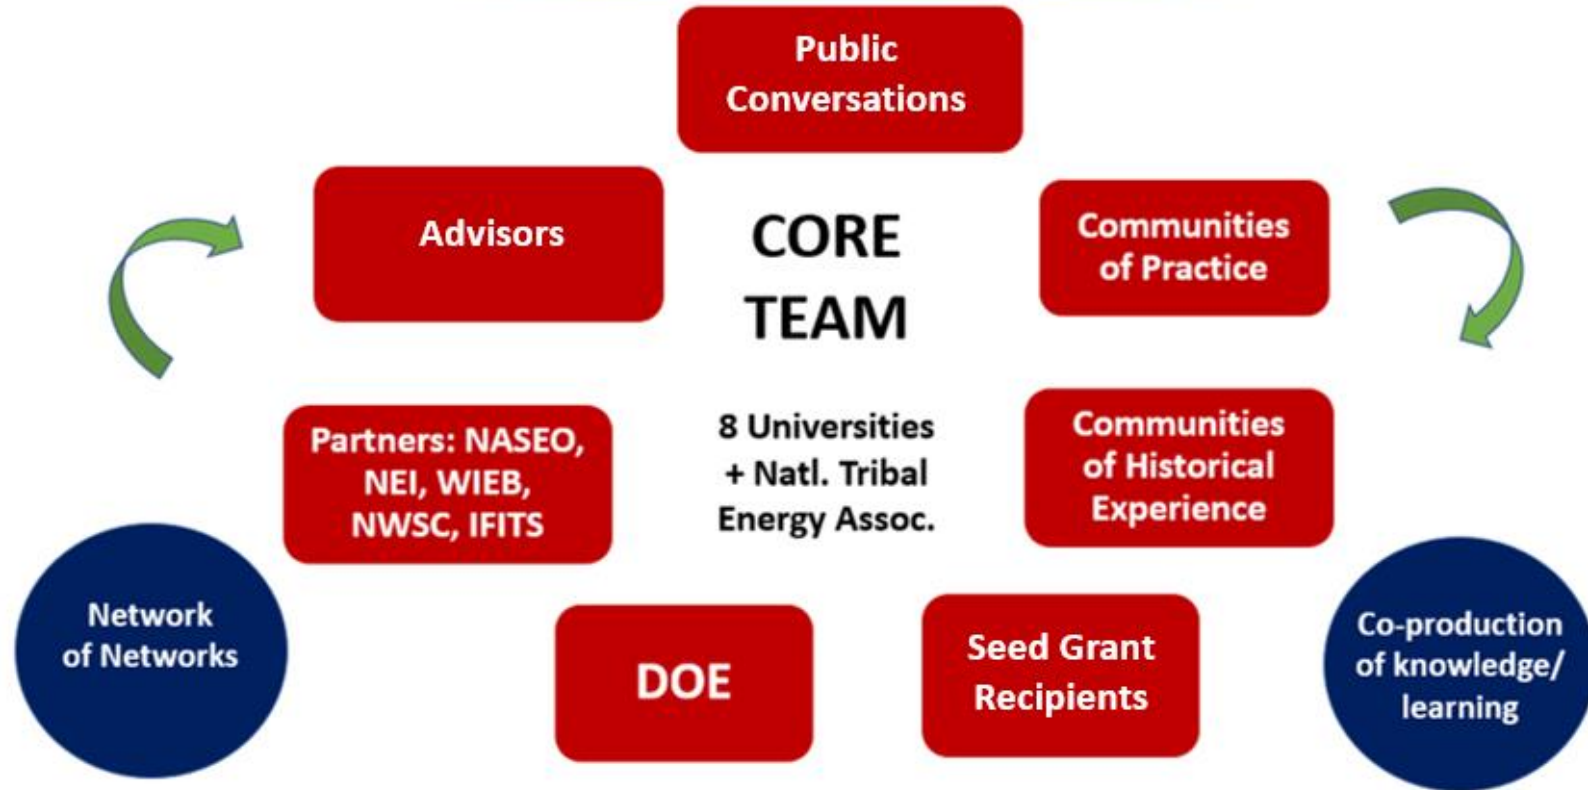 Public
Conversations
Advisors
CORE
TEAM
Communities
of Practice
Partners: NASEO,
NEI, WIEB,
NWSC, IFITS
8 Universities
+ Natl. Tribal
Energy Assoc.
Communities
of Historical
Experience
Network
of Networks
DOE
Seed Grant
Recipients
Co-production
of knowledge/
learning